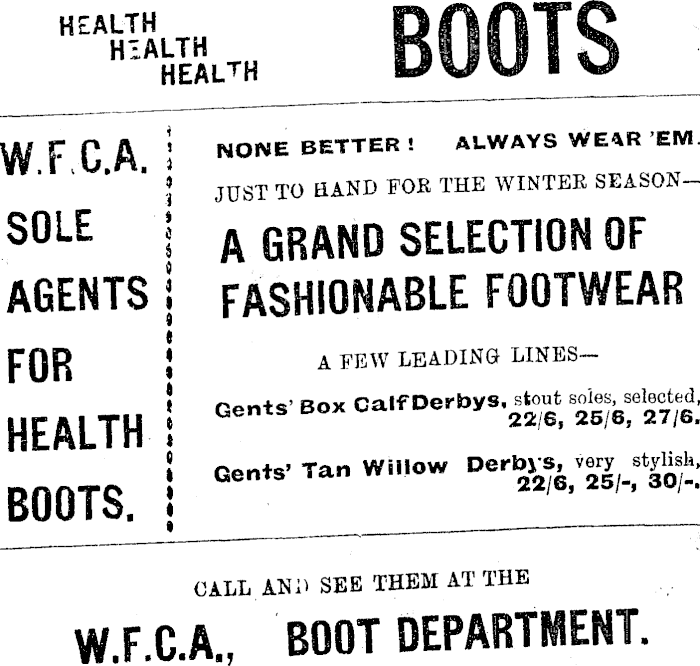 HEALTH
HEALTH
HEALTH
BOOTS
W.F.C.A.
SOLE
AGENTS
FOR
HEALTH
BOOTS.
NONE BETTER! ALWAYS WEAR 'EM.
JUST TO HAND FOR THE WINTER SEASON—
A GRAND SELECTION OF
FASHIONABLE FOOTWEAR
A FEW LEADING LINES—
Gents' Box Calf Derbys, stout soles, selected,
22/6, 25/6, 27/6.
Gents' Tan Willow Derbys, very stylish,
22/6, 25/-, 30/-.
CALL AND SEE THEM AT THE
W.F.C.A., BOOT DEPARTMENT.